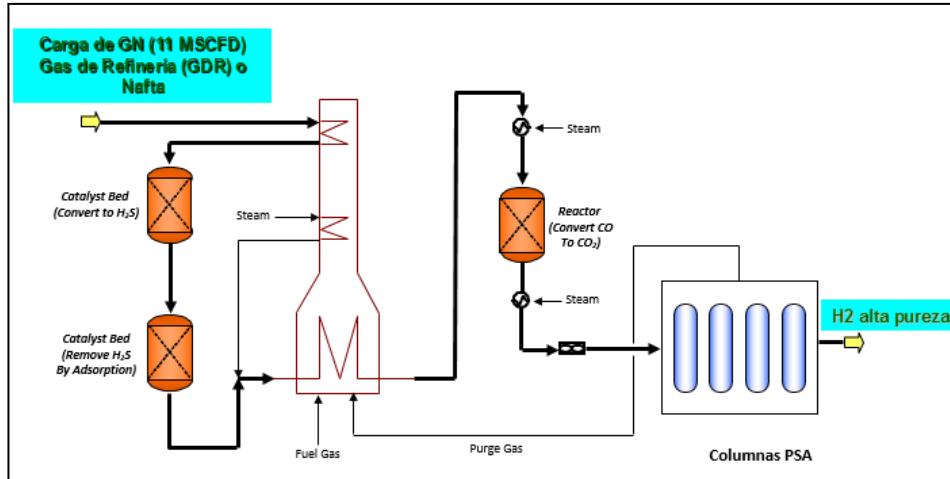 Carga de GN (11 MSCFD)
Gas de Refineria (GDR) o
Nafta
Steam
Catalyst Bed
(Convert to H₂S)
Steam
Reactor
(Convert CO
To CO₂)
Steam
H2 alta pureza
Catalyst Bed
(Remove H₂S
By Adsorption)
Fuel Gas
Purge Gas
Columnas PSA